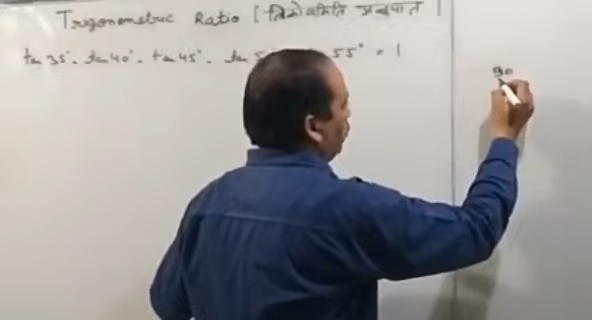 Trigonometric Ratio [त्रिकोणमिति अनुपात]
tan 35°. tan 40°. tan 45°. tan 55° = 1
90